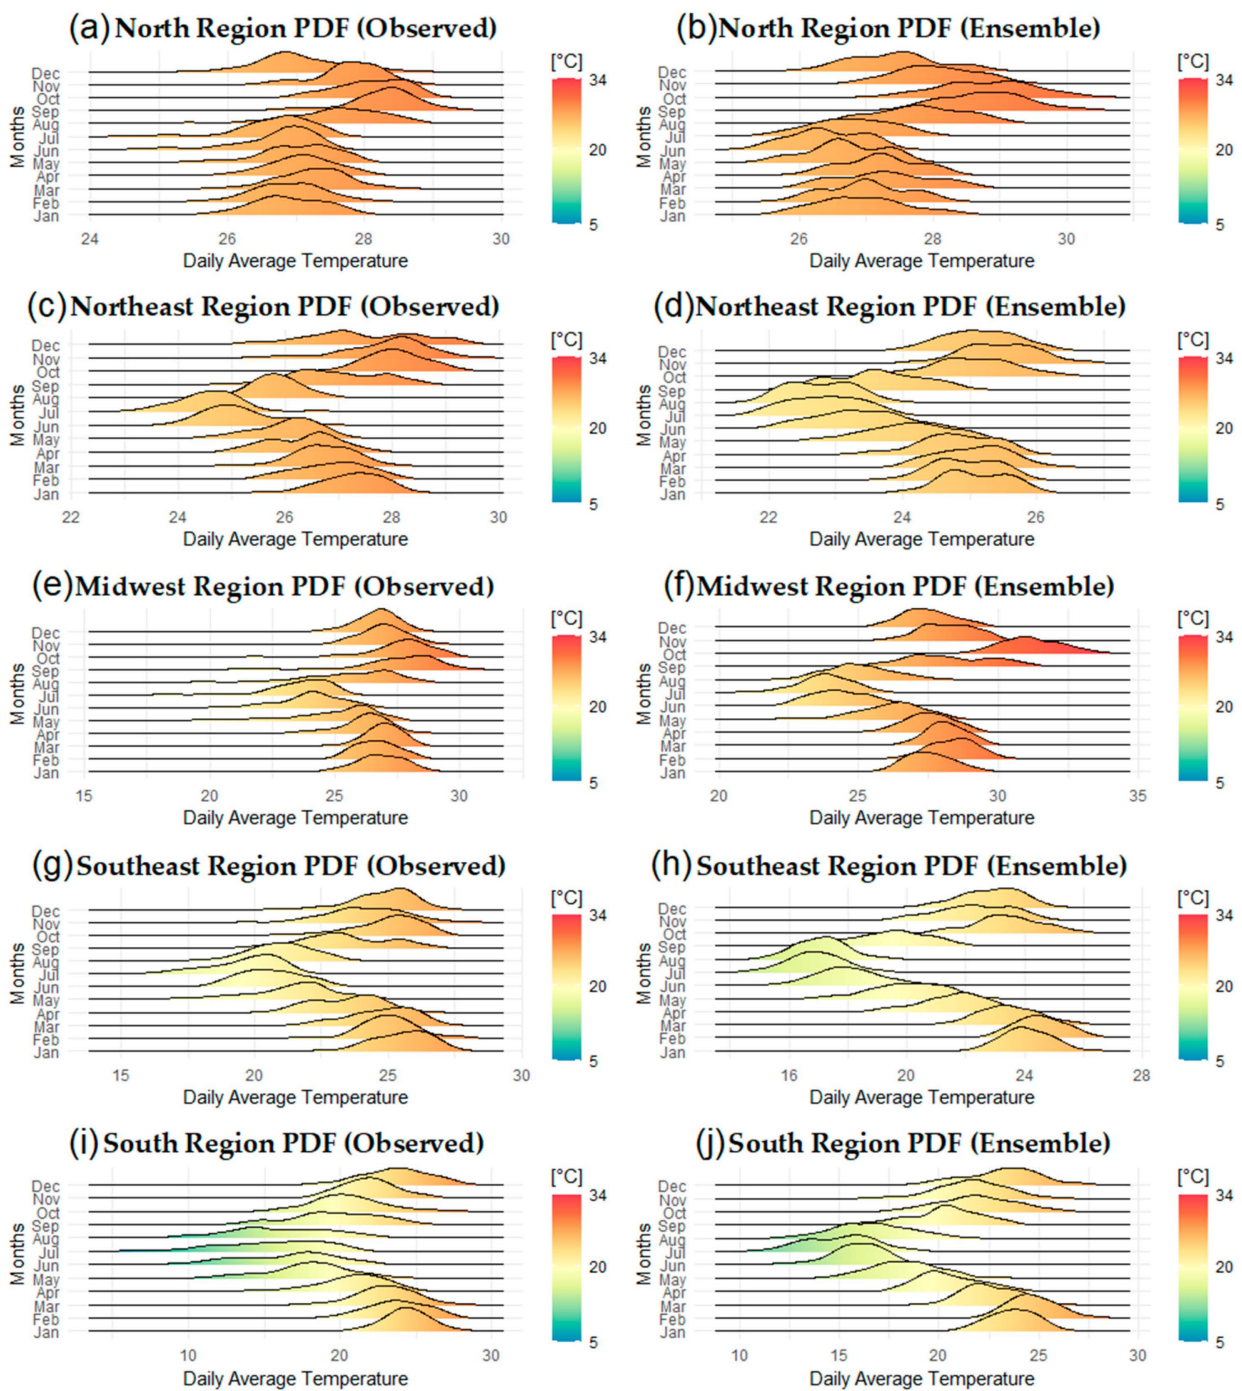 (a) North Region PDF (Observed)
[°C]
34
20
5
Months
Dec
Nov
Oct
Sep
Aug
Jul
Jun
May
Apr
Mar
Feb
Jan
24 26 28 30
Daily Average Temperature
(b) North Region PDF (Ensemble)
[°C]
34
20
5
Months
Dec
Nov
Oct
Sep
Aug
Jul
Jun
May
Apr
Mar
Feb
Jan
26 28 30
Daily Average Temperature
(c) Northeast Region PDF (Observed)
[°C]
34
20
5
Months
Dec
Nov
Oct
Sep
Aug
Jul
Jun
May
Apr
Mar
Feb
Jan
22 24 26 28 30
Daily Average Temperature
(d) Northeast Region PDF (Ensemble)
[°C]
34
20
5
Months
Dec
Nov
Oct
Sep
Aug
Jul
Jun
May
Apr
Mar
Feb
Jan
22 24 26
Daily Average Temperature
(e) Midwest Region PDF (Observed)
[°C]
34
20
5
Months
Dec
Nov
Oct
Sep
Aug
Jul
Jun
May
Apr
Mar
Feb
Jan
15 20 25 30
Daily Average Temperature
(f) Midwest Region PDF (Ensemble)
[°C]
34
20
5
Months
Dec
Nov
Oct
Sep
Aug
Jul
Jun
May
Apr
Mar
Feb
Jan
20 25 30 35
Daily Average Temperature
(g) Southeast Region PDF (Observed)
[°C]
34
20
5
Months
Dec
Nov
Oct
Sep
Aug
Jul
Jun
May
Apr
Mar
Feb
Jan
15 20 25 30
Daily Average Temperature
(h) Southeast Region PDF (Ensemble)
[°C]
34
20
5
Months
Dec
Nov
Oct
Sep
Aug
Jul
Jun
May
Apr
Mar
Feb
Jan
16 20 24 28
Daily Average Temperature
(i) South Region PDF (Observed)
[°C]
34
20
5
Months
Dec
Nov
Oct
Sep
Aug
Jul
Jun
May
Apr
Mar
Feb
Jan
10 20 30
Daily Average Temperature
(j) South Region PDF (Ensemble)
[°C]
34
20
5
Months
Dec
Nov
Oct
Sep
Aug
Jul
Jun
May
Apr
Mar
Feb
Jan
10 15 20 25 30
Daily Average Temperature